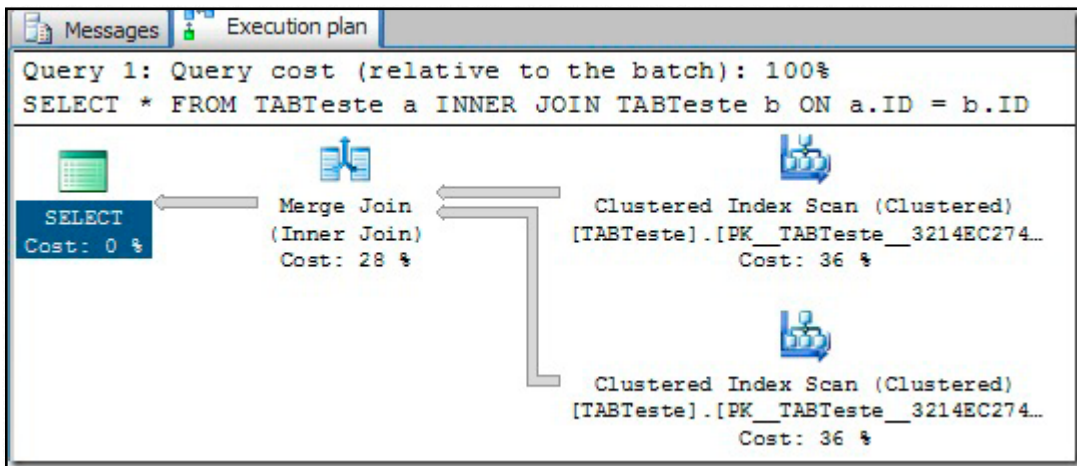 Messages
Execution plan
Query 1: Query cost (relative to the batch): 100%
SELECT * FROM TABTeste a INNER JOIN TABTeste b ON a.ID = b.ID
SELECT
Cost: 0 %
Merge Join
(Inner Join)
Cost: 28 %
Clustered Index Scan (Clustered)
[TABTeste].[PK__TABTeste__3214EC274…
Cost: 36 %
Clustered Index Scan (Clustered)
[TABTeste].[PK__TABTeste__3214EC274…
Cost: 36 %